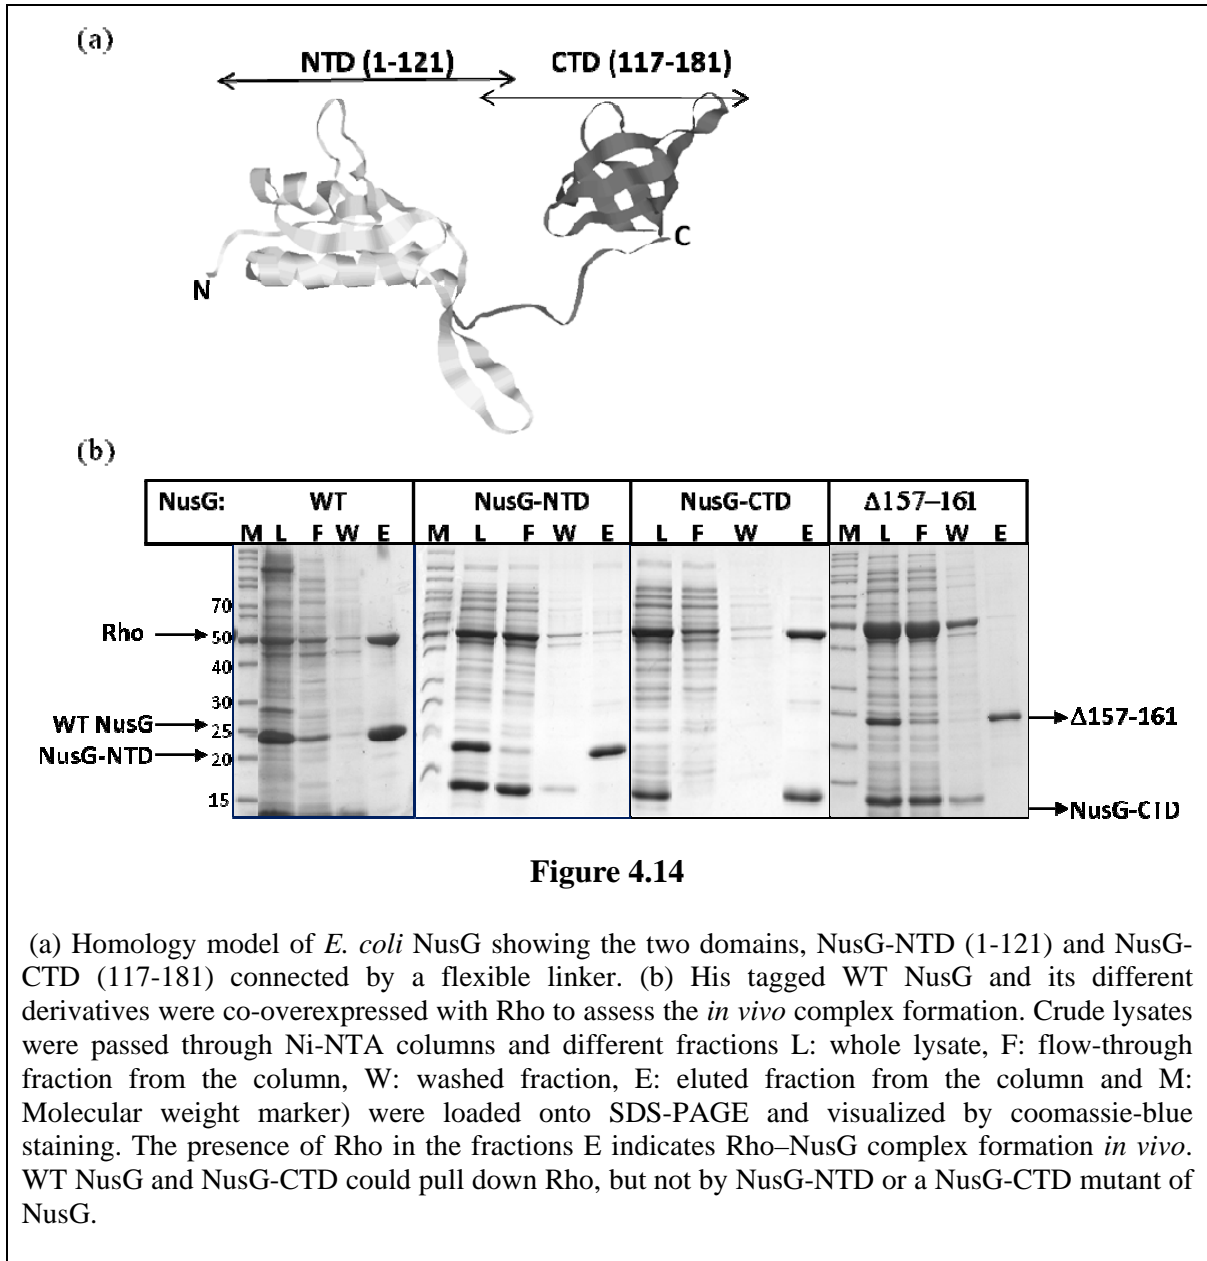 (a)
NTD (1-121) CTD (117-181)
N
C
(b)
NusG: WT NusG-NTD NusG-CTD Δ157–161
M L F W E M L F W E L F W E M L F W E
70
Rho 50
40
30
WT NusG 25
Δ157-161
NusG-NTD 20
15
NusG-CTD
Figure 4.14
(a) Homology model of E. coli NusG showing the two domains, NusG-NTD (1-121) and NusG-
CTD (117-181) connected by a flexible linker. (b) His tagged WT NusG and its different
derivatives were co-overexpressed with Rho to assess the in vivo complex formation. Crude lysates
were passed through Ni-NTA columns and different fractions L: whole lysate, F: flow-through
fraction from the column, W: washed fraction, E: eluted fraction from the column and M:
Molecular weight marker) were loaded onto SDS-PAGE and visualized by coomassie-blue
staining. The presence of Rho in the fractions E indicates Rho–NusG complex formation in vivo.
WT NusG and NusG-CTD could pull down Rho, but not by NusG-NTD or a NusG-CTD mutant of
NusG.